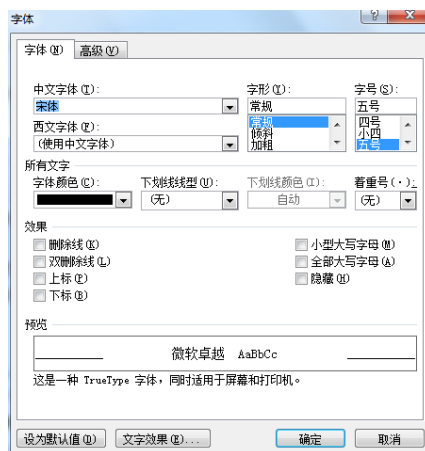 字体
字体(N) 高级(V)
中文字体(T): 字形(Y): 字号(S):
宋体 常规 五号
西文字体(F): 常规 四号
(使用中文字体) 倾斜 小四
加粗 五号
所有文字
字体颜色(C): 下划线线型(U): 下划线颜色(I): 着重号(·):
(无) 自动 (无)
效果
删除线(K) 小型大写字母(M)
双删除线(L) 全部大写字母(A)
上标(P) 隐藏(H)
下标(B)
预览
微软卓越 AaBbCc
这是一种 TrueType 字体，同时适用于屏幕和打印机。
设为默认值(D) 文字效果(E)... 确定 取消